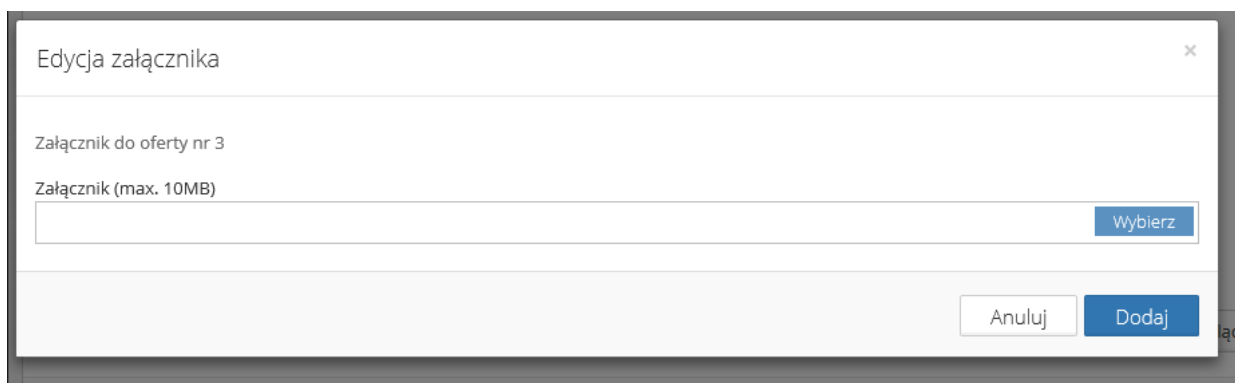 Edycja załącznika
×
Załącznik do oferty nr 3
Załącznik (max. 10MB)
Wybierz
Anuluj
Dodaj